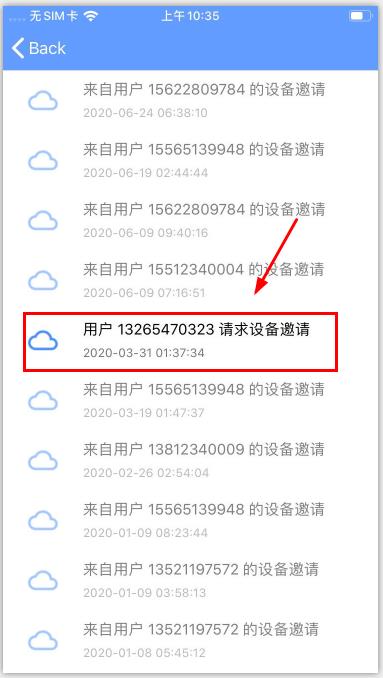 无SIM卡 上午10:35
Back
来自用户 15622809784 的设备邀请
2020-06-24 06:38:10
来自用户 15565139948 的设备邀请
2020-06-19 02:44:44
来自用户 15622809784 的设备邀请
2020-06-09 09:40:16
来自用户 15512340004 的设备邀请
2020-06-09 07:16:51
用户 13265470323 请求设备邀请
2020-03-31 01:37:34
来自用户 15565139948 的设备邀请
2020-03-19 01:47:37
来自用户 13812340009 的设备邀请
2020-02-26 02:54:04
来自用户 15565139948 的设备邀请
2020-01-09 08:23:44
来自用户 13521197572 的设备邀请
2020-01-09 03:58:13
来自用户 13521197572 的设备邀请
2020-01-08 05:45:12